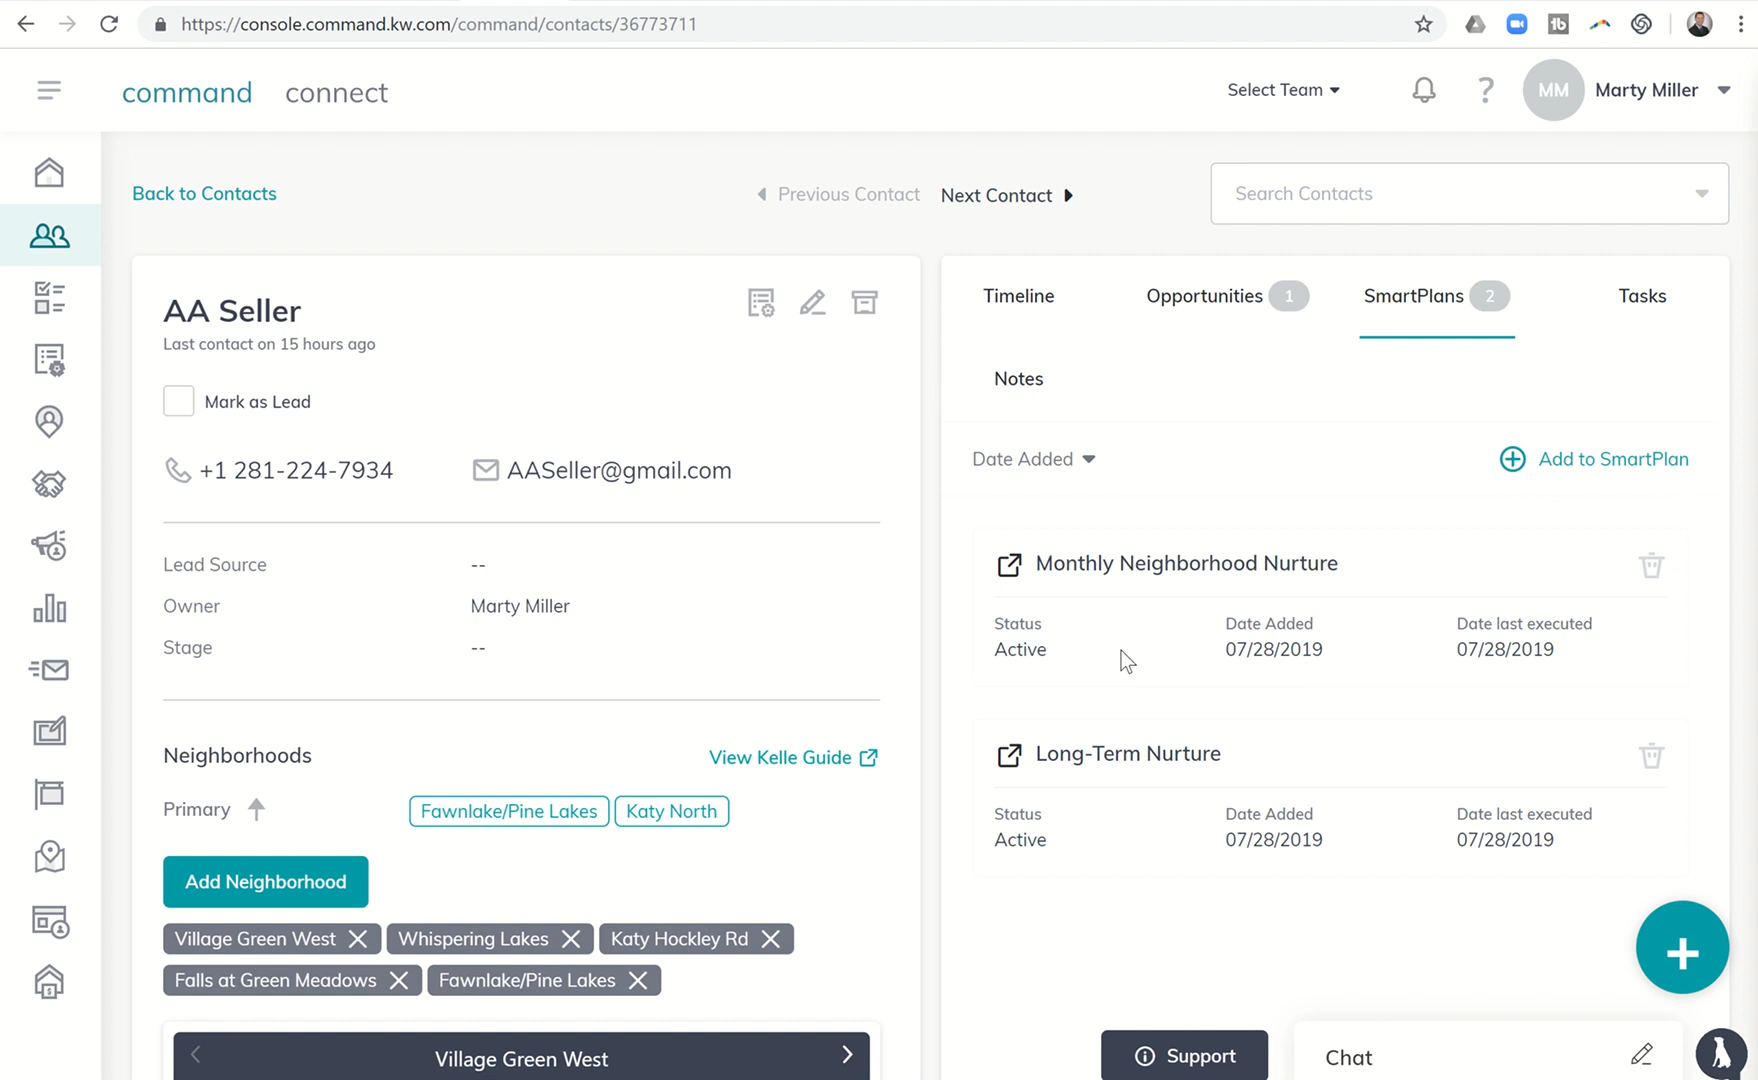 https://console.command.kw.com/command/contacts/36773711
command connect
Select Team
?
MM
Marty Miller
Back to Contacts
Previous Contact
Next Contact
Search Contacts
AA Seller
Last contact on 15 hours ago
Mark as Lead
+1 281-224-7934
AASeller@gmail.com
Lead Source --
Owner Marty Miller
Stage --
Neighborhoods
View Kelle Guide
Primary
Fawnlake/Pine Lakes
Katy North
Add Neighborhood
Village Green West
Whispering Lakes
Katy Hockley Rd
Falls at Green Meadows
Fawnlake/Pine Lakes
Village Green West
Timeline
Opportunities 1
SmartPlans 2
Tasks
Notes
Date Added
Add to SmartPlan
Monthly Neighborhood Nurture
Status Date Added Date last executed
Active 07/28/2019 07/28/2019
Long-Term Nurture
Status Date Added Date last executed
Active 07/28/2019 07/28/2019
+
Support
Chat